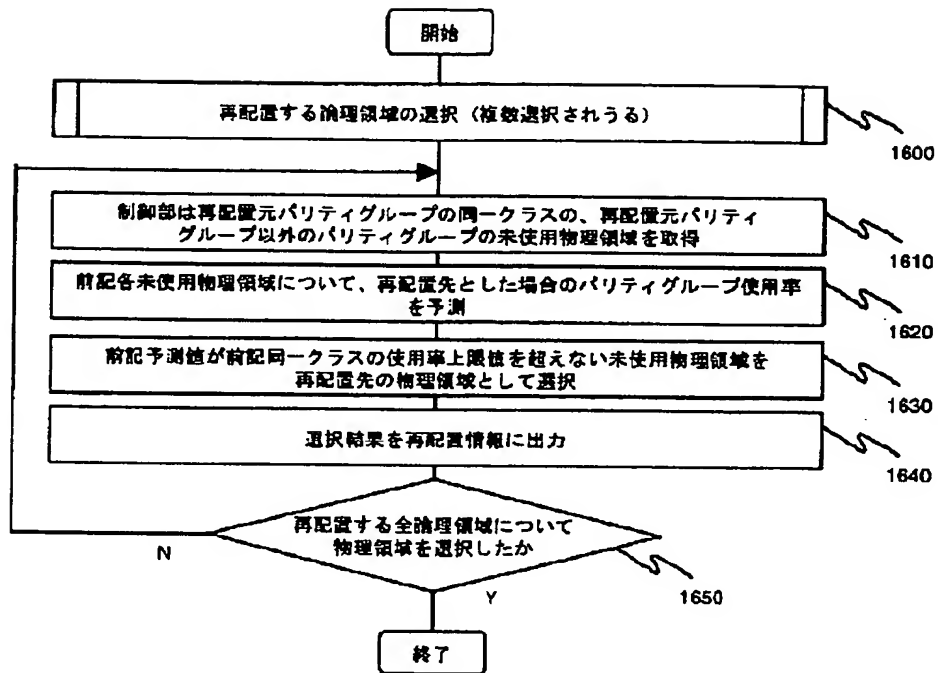 開始
再配置する論理領域の選択（複数選択されうる）
1600
制御部は再配置元パリティグループの同一クラスの、再配置元パリティ
グループ以外のパリティグループの未使用物理領域を取得
1610
前記各未使用物理領域について、再配置先とした場合のパリティグループ使用率
を予測
1620
前記予測値が前記同一クラスの使用率上限値を超えない未使用物理領域を
再配置先の物理領域として選択
1630
選択結果を再配置情報に出力
1640
再配置する全論理領域について
物理領域を選択したか
N
1650
Y
終了